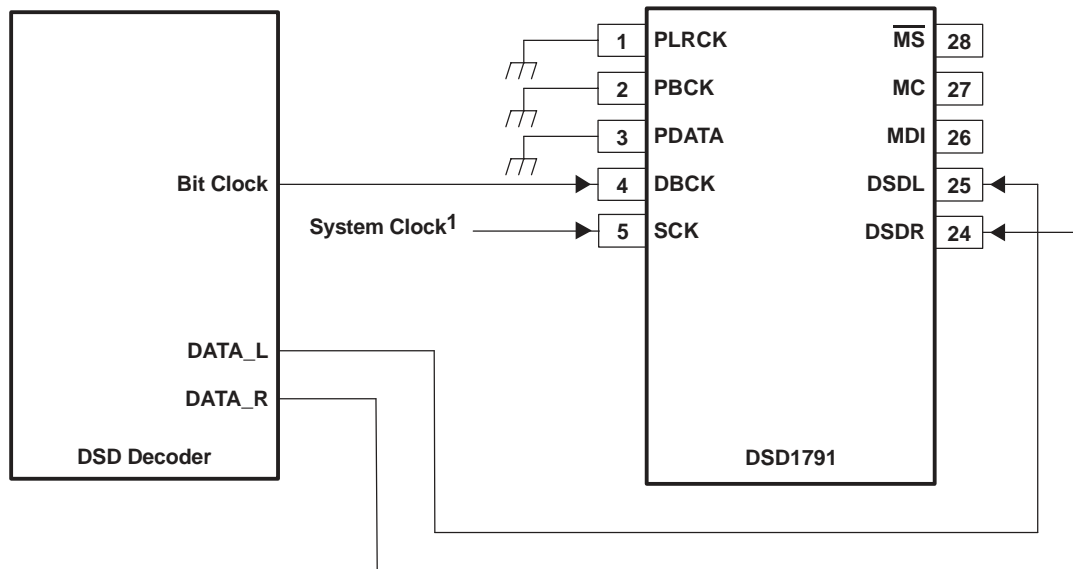 1 PLRCK MS 28
2 PBCK MC 27
3 PDATA MDI 26
Bit Clock 4 DBCK DSDL 25
System Clock1 5 SCK DSDR 24
DATA_L
DATA_R
DSD Decoder DSD1791